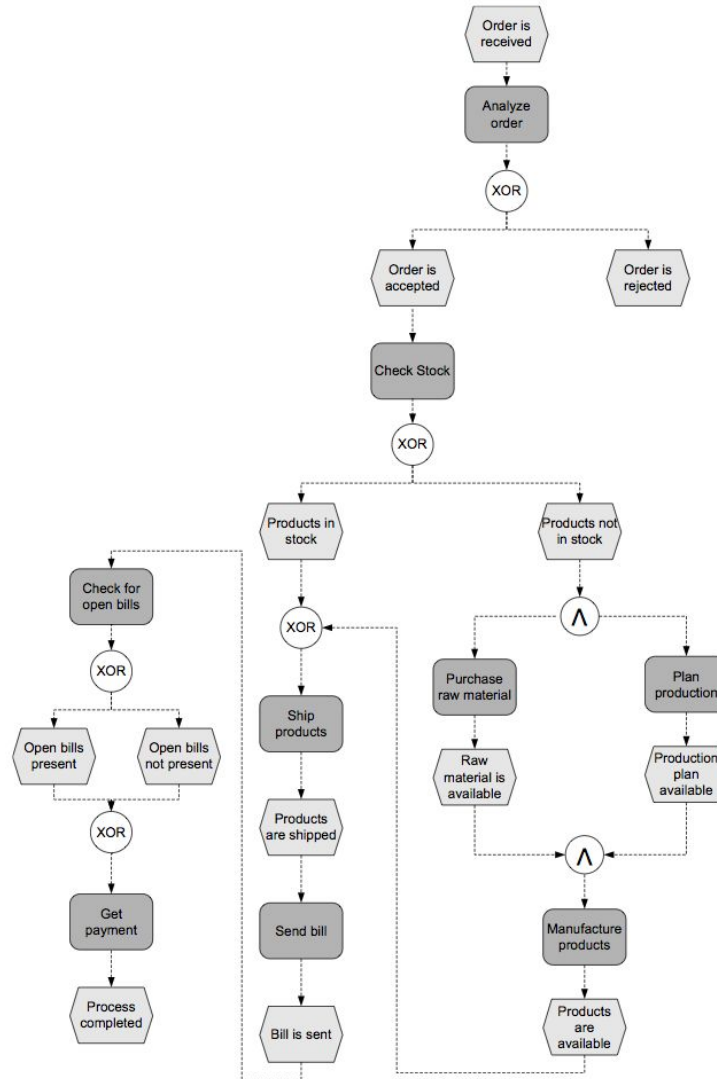 Order is
received
Analyze
order
XOR
Order is
accepted
Order is
rejected
Check Stock
XOR
Products in
stock
Products not
in stock
Check for
open bills
XOR
Λ
XOR
Purchase
raw material
Plan
production
Ship
products
Open bills
present
Open bills
not present
Raw
material is
available
Production
plan
available
Products
are shipped
XOR
Λ
Get
payment
Send bill
Manufacture
products
Process
completed
Bill is sent
Products
are
available